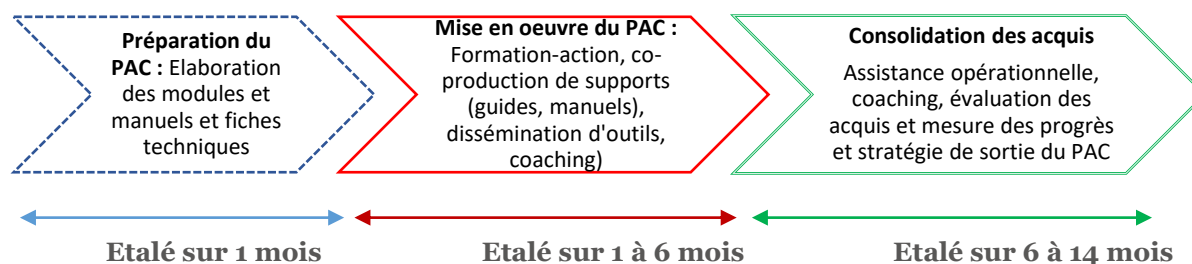 Préparation du
PAC : Elaboration
des modules et
manuels et fiches
techniques
Mise en oeuvre du PAC :
Formation-action, co-
production de supports
(guides, manuels),
dissémination d'outils,
coaching)
Consolidation des acquis
Assistance opérationnelle,
coaching, évaluation des
acquis et mesure des progrès
et stratégie de sortie du PAC
Etalé sur 1 mois
Etalé sur 1 à 6 mois
Etalé sur 6 à 14 mois